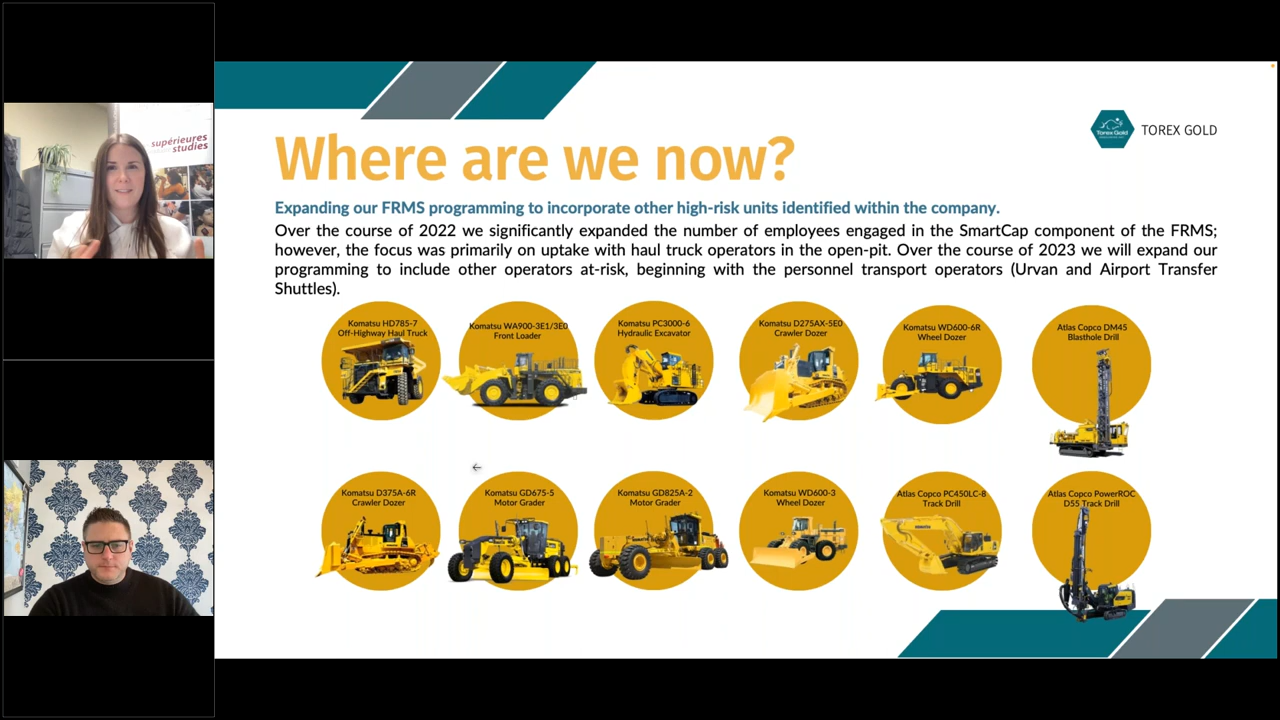 supérieures
studies
Torex Gold
TOREX GOLD
Where are we now?
Expanding our FRMS programming to incorporate other high-risk units identified within the company.
Over the course of 2022 we significantly expanded the number of employees engaged in the SmartCap component of the FRMS;
however, the focus was primarily on uptake with haul truck operators in the open-pit. Over the course of 2023 we will expand our
programming to include other operators at-risk, beginning with the personnel transport operators (Urvan and Airport Transfer
Shuttles).
Komatsu HD785-7
Off-Highway Haul Truck
Komatsu WA900-3E1/3E0
Front Loader
Komatsu PC3000-6
Hydraulic Excavator
Komatsu D275AX-5E0
Crawler Dozer
Komatsu WD600-6R
Wheel Dozer
Atlas Copco DM45
Blasthole Drill
Komatsu D375A-6R
Crawler Dozer
Komatsu GD675-5
Motor Grader
Komatsu GD825A-2
Motor Grader
Komatsu WD600-3
Wheel Dozer
Atlas Copco PC450LC-8
Track Drill
Atlas Copco PowerROC
D55 Track Drill